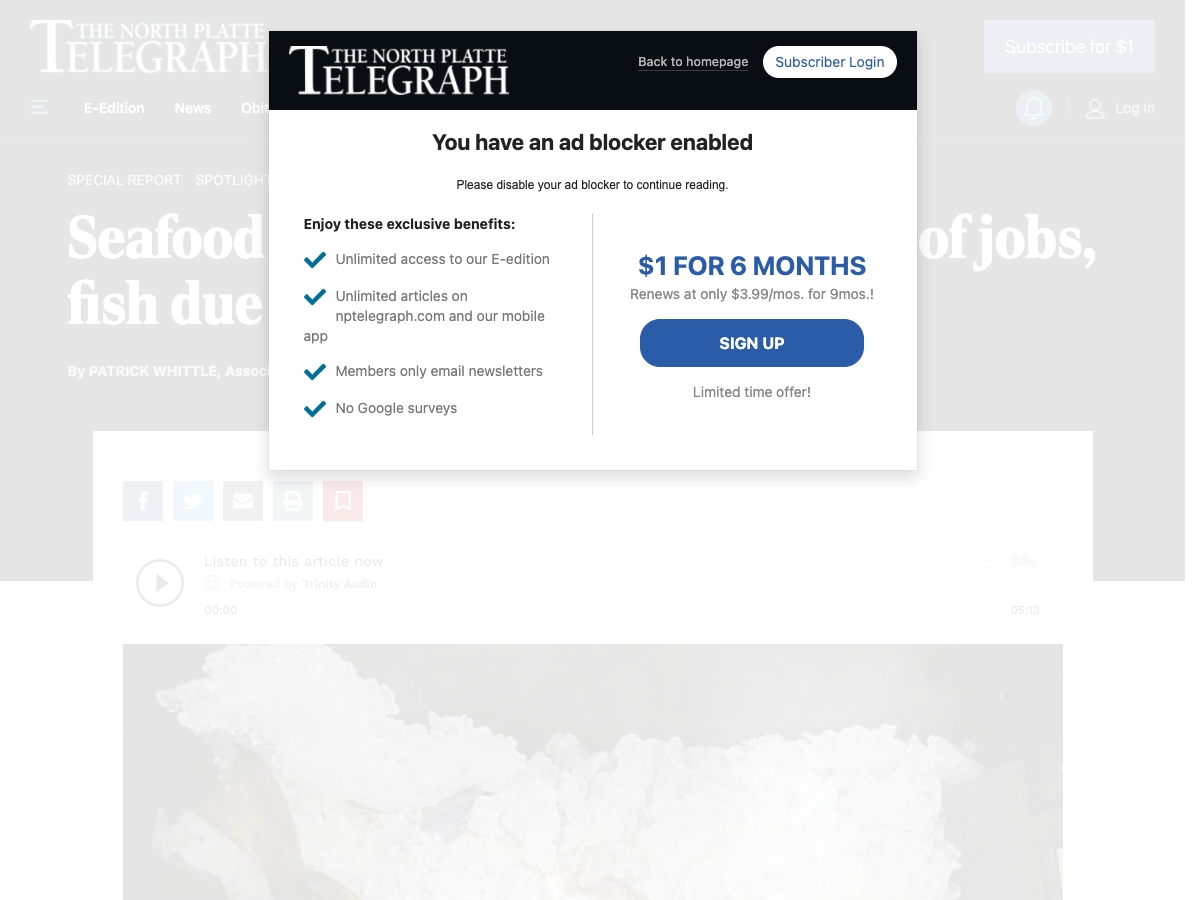 THE NORTH PLATTE
TELEGRAPH
Subscribe for $1
E-Edition News Obit
Log In
THE NORTH PLATTE
TELEGRAPH
Back to homepage
Subscriber Login
You have an ad blocker enabled
Please disable your ad blocker to continue reading.
Enjoy these exclusive benefits:
Unlimited access to our E-edition
Unlimited articles on
nptelegraph.com and our mobile
app
Members only email newsletters
No Google surveys
$1 FOR 6 MONTHS
Renews at only $3.99/mos. for 9mos.!
SIGN UP
Limited time offer!
SPECIAL REPORT SPOTLIGHT
Seafood of jobs,
fish due
By PATRICK WHITTLE, Associ
Listen to this article now
1.0x
Powered by Trinity Audio
00:00
05:13